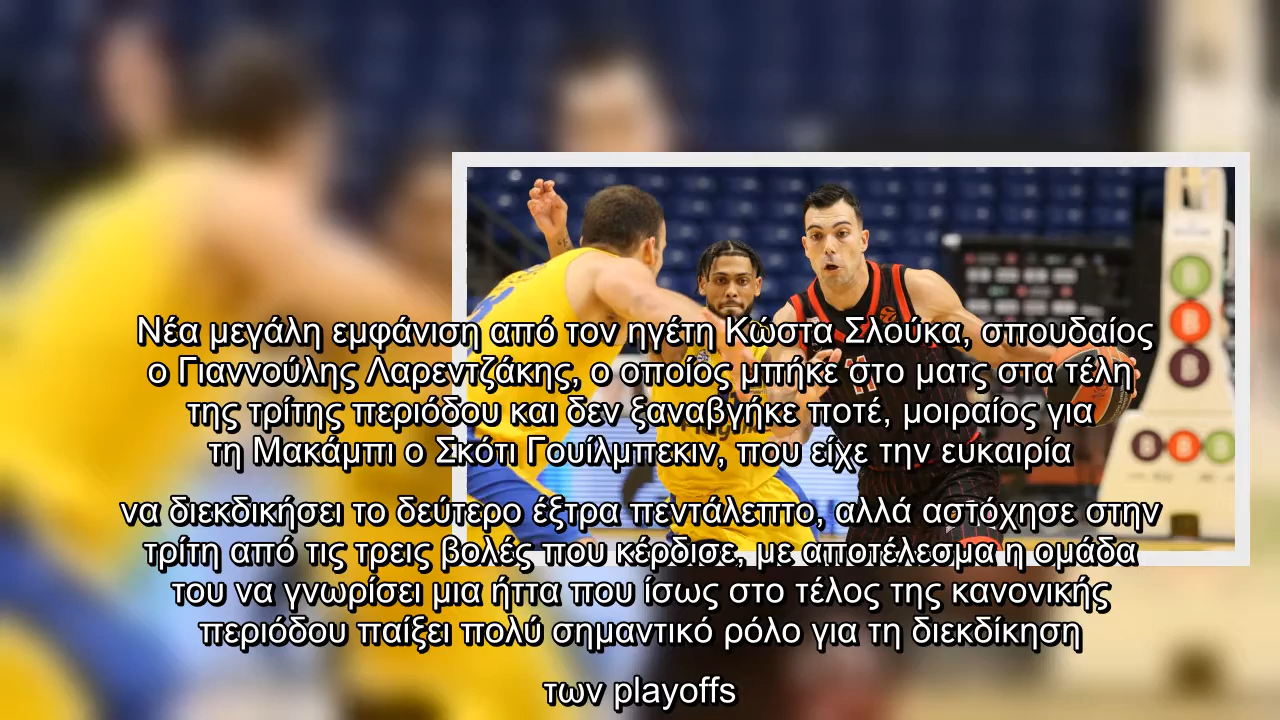 Νέα μεγάλη εμφάνιση από τον ηγέτη Κώστα Σλούκα, σπουδαίος
ο Γιαννούλης Λαρεντζάκης, ο οποίος μπήκε στο ματς στα τέλη
της τρίτης περιόδου και δεν ξαναβγήκε ποτέ, μοιραίος για
τη Μακάμπι ο Σκότι Γουίλμπεκιν, που είχε την ευκαιρία
να διεκδικήσει το δεύτερο έξτρα πεντάλεπτο, αλλά αστόχησε στην
τρίτη από τις τρεις βολές που κέρδισε, με αποτέλεσμα η ομάδα
του να γνωρίσει μια ήττα που ίσως στο τέλος της κανονικής
περιόδου παίξει πολύ σημαντικό ρόλο για τη διεκδίκηση
των playoffs